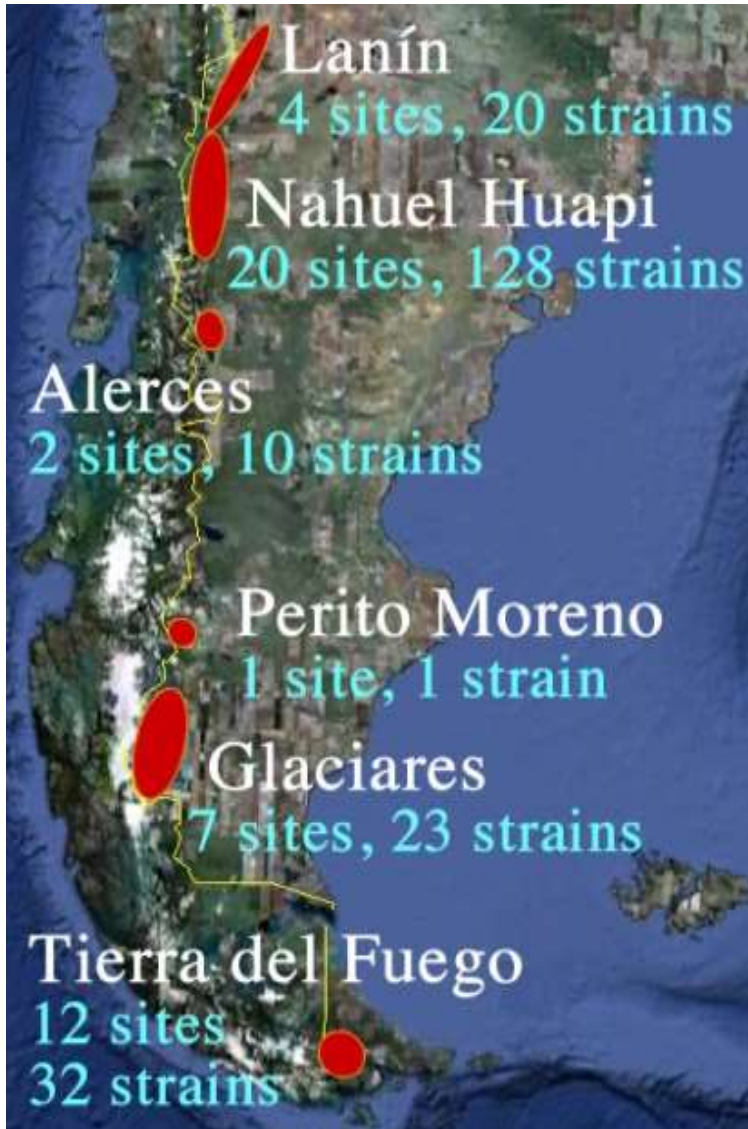 Lanín
4 sites, 20 strains
Nahuel Huapi
20 sites, 128 strains
Alerces
2 sites, 10 strains
Perito Moreno
1 site, 1 strain
Glaciares
7 sites, 23 strains
Tierra del Fuego
12 sites
32 strains